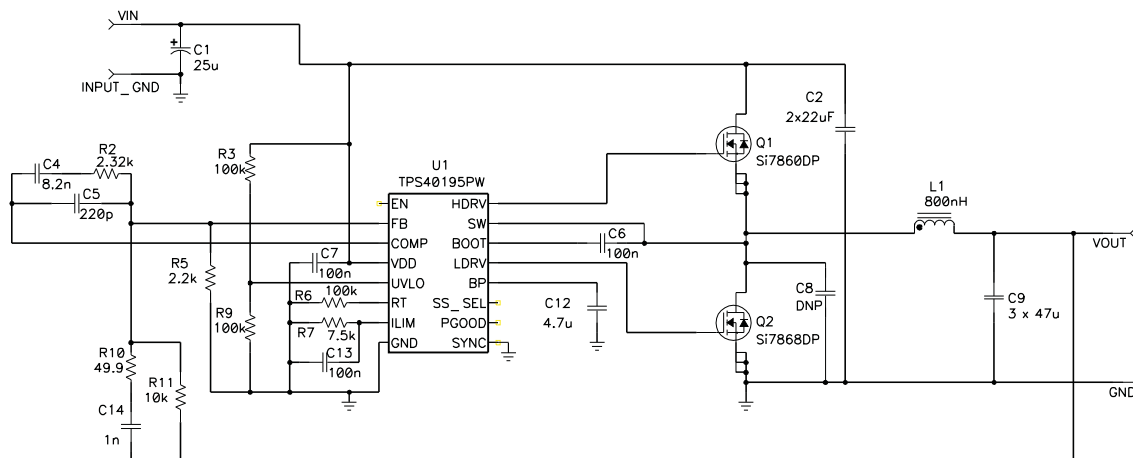 VIN
C1
25u
INPUT_GND
C2
2x22uF
Q1
Si7860DP
R3
100k
U1
TPS40195PW
C4
8.2n
R2
2.32k
C5
220p
EN
FB
COMP
VDD
UVLO
RT
ILIM
GND
HDRV
SW
BOOT
LDRV
BP
SS_SEL
PGOOD
SYNC
L1
800nH
VOUT
C6
100n
C7
100n
R5
2.2k
R6
100k
R7
7.5k
R9
100k
C13
100n
C12
4.7u
C8
DNP
C9
3 x 47u
Q2
Si7868DP
GND
R10
49.9
R11
10k
C14
1n